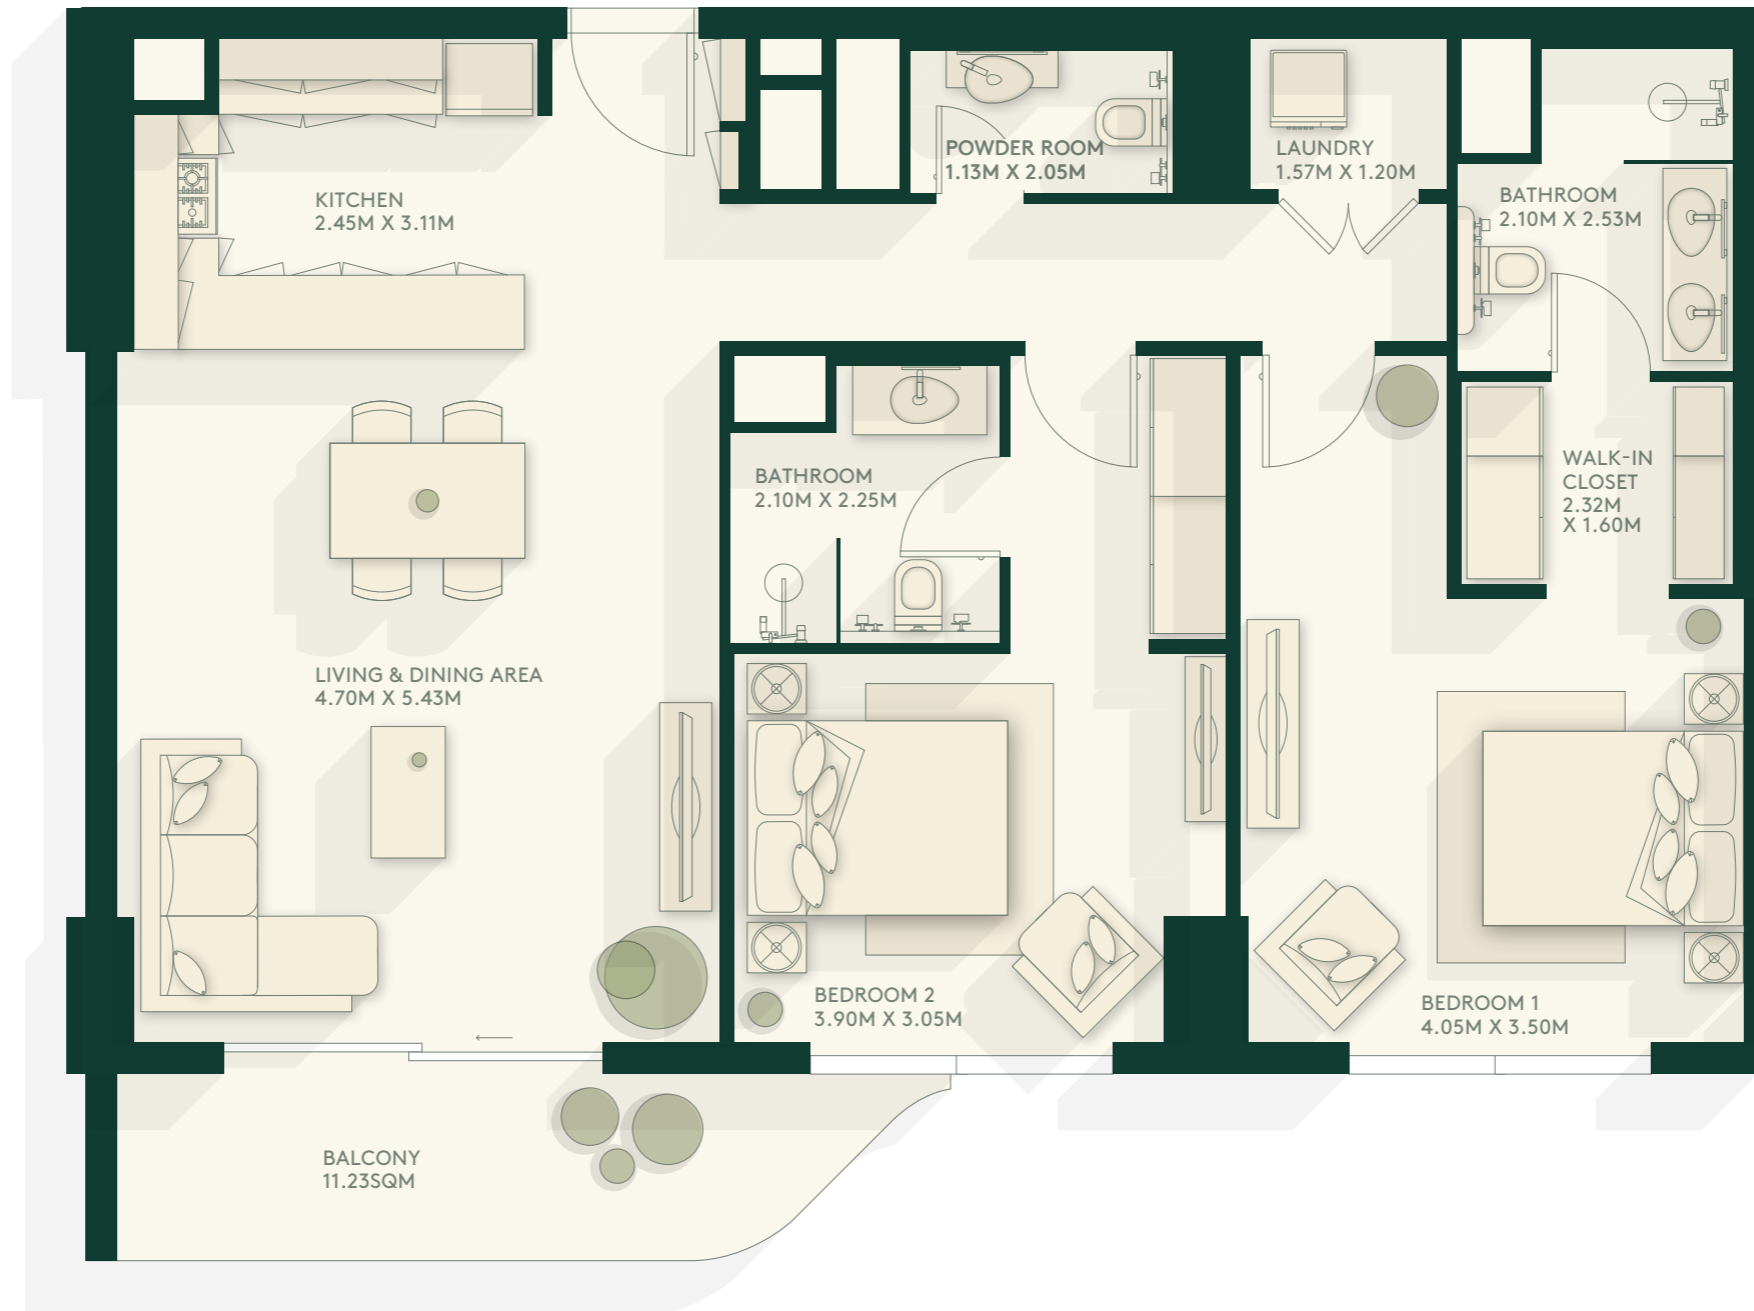 POWDER ROOM
1.13M X 2.05M
LAUNDRY
1.57M X 1.20M
KITCHEN
2.45M X 3.11M
BATHROOM
2.10M X 2.53M
BATHROOM
2.10M X 2.25M
WALK-IN
CLOSET
2.32M
X 1.60M
LIVING & DINING AREA
4.70M X 5.43M
BEDROOM 2
3.90M X 3.05M
BEDROOM 1
4.05M X 3.50M
BALCONY
11.23SQM